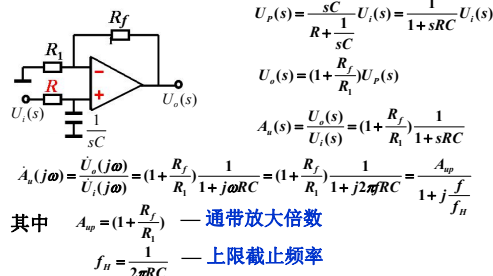 R_f
R_1
R
U_i(s)
U_o(s)
1/(sC)
−
+
U_P(s) = (1/(sC))/(R + 1/(sC)) U_i(s) = 1/(1+sRC) U_i(s)
U_o(s) = (1 + R_f/R_1) U_P(s)
A_u(s) = U_o(s)/U_i(s) = (1 + R_f/R_1) 1/(1+sRC)
Ȧ_u(jω) = U̇_o(jω)/U̇_i(jω) = (1 + R_f/R_1) 1/(1+jωRC) = (1 + R_f/R_1) 1/(1+j2πfRC) = A_up/(1+j f/f_H)
其中 A_up = (1 + R_f/R_1) — 通带放大倍数
f_H = 1/(2πRC) — 上限截止频率